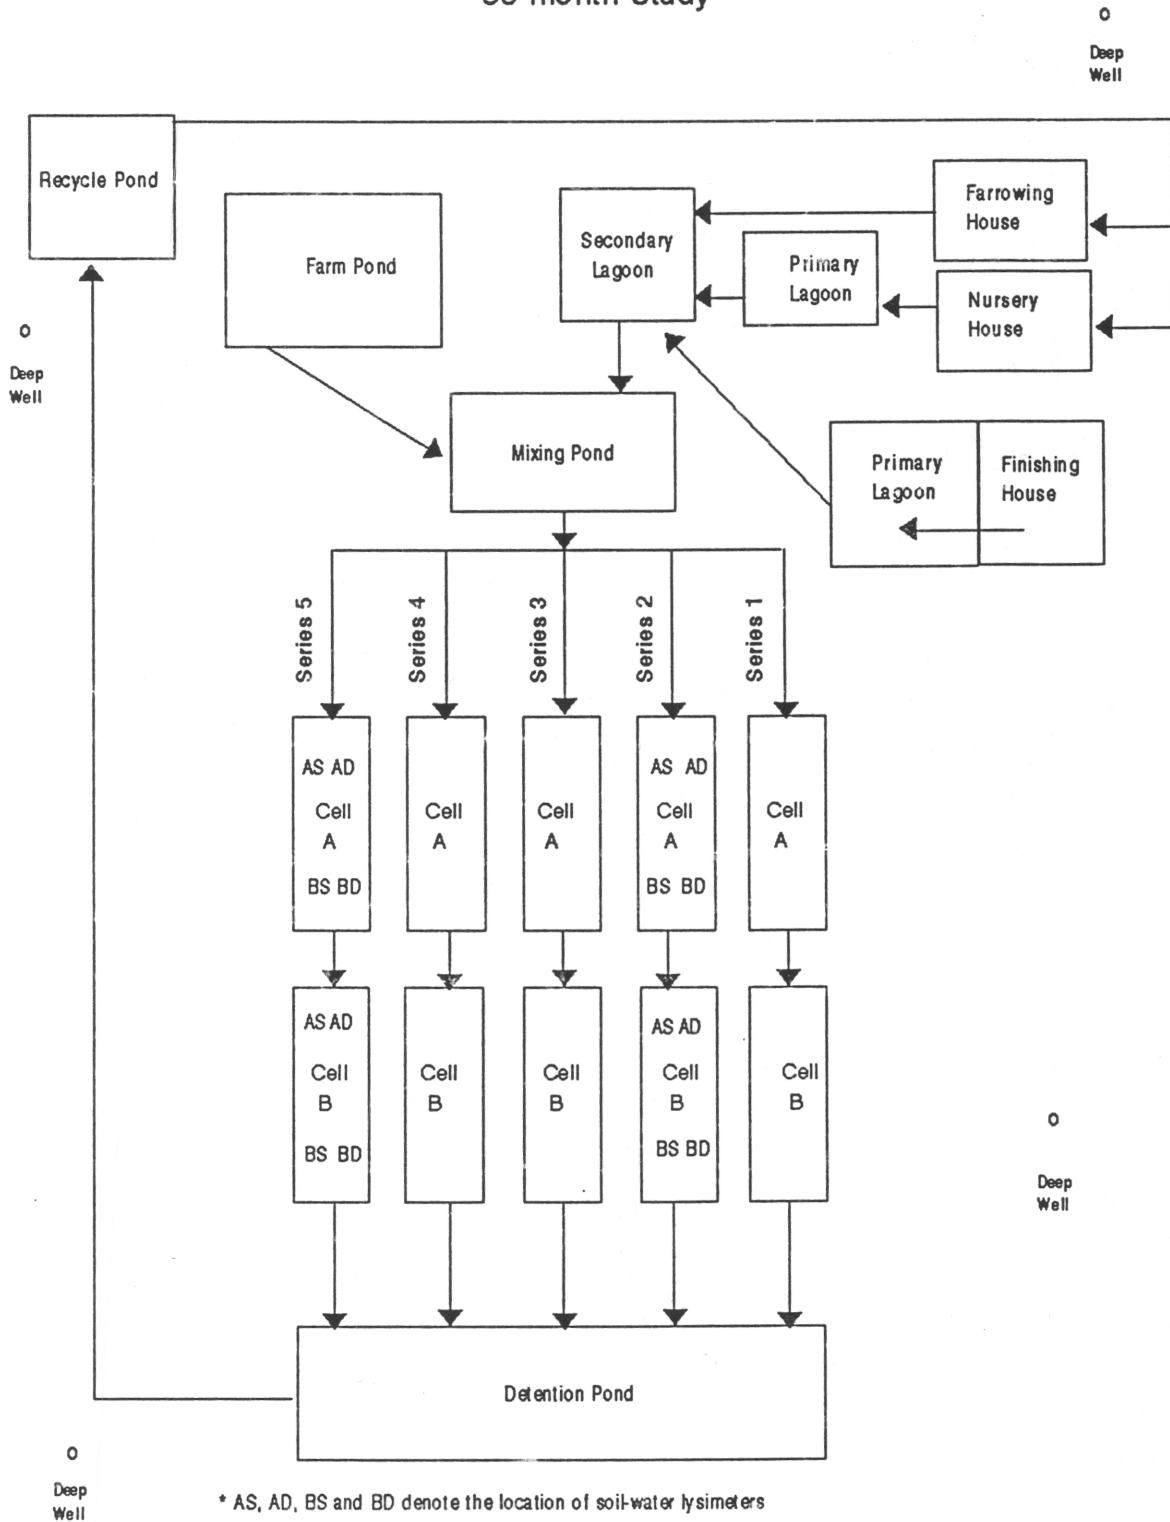 month Study
Deep
Well
Recycle Pond
Farm Pond
Secondary
Lagoon
Primary
Lagoon
Farrowing
House
Nursery
House
Deep
Well
Mixing Pond
Primary
Lagoon
Finishing
House
Series 5
Series 4
Series 3
Series 2
Series 1
AS AD
Cell
A
BS BD
Cell
A
Cell
A
AS AD
Cell
A
BS BD
Cell
A
AS AD
Cell
B
BS BD
Cell
B
Cell
B
AS AD
Cell
B
BS BD
Cell
B
Deep
Well
Detention Pond
Deep
Well
* AS, AD, BS and BD denote the location of soil-water lysimeters